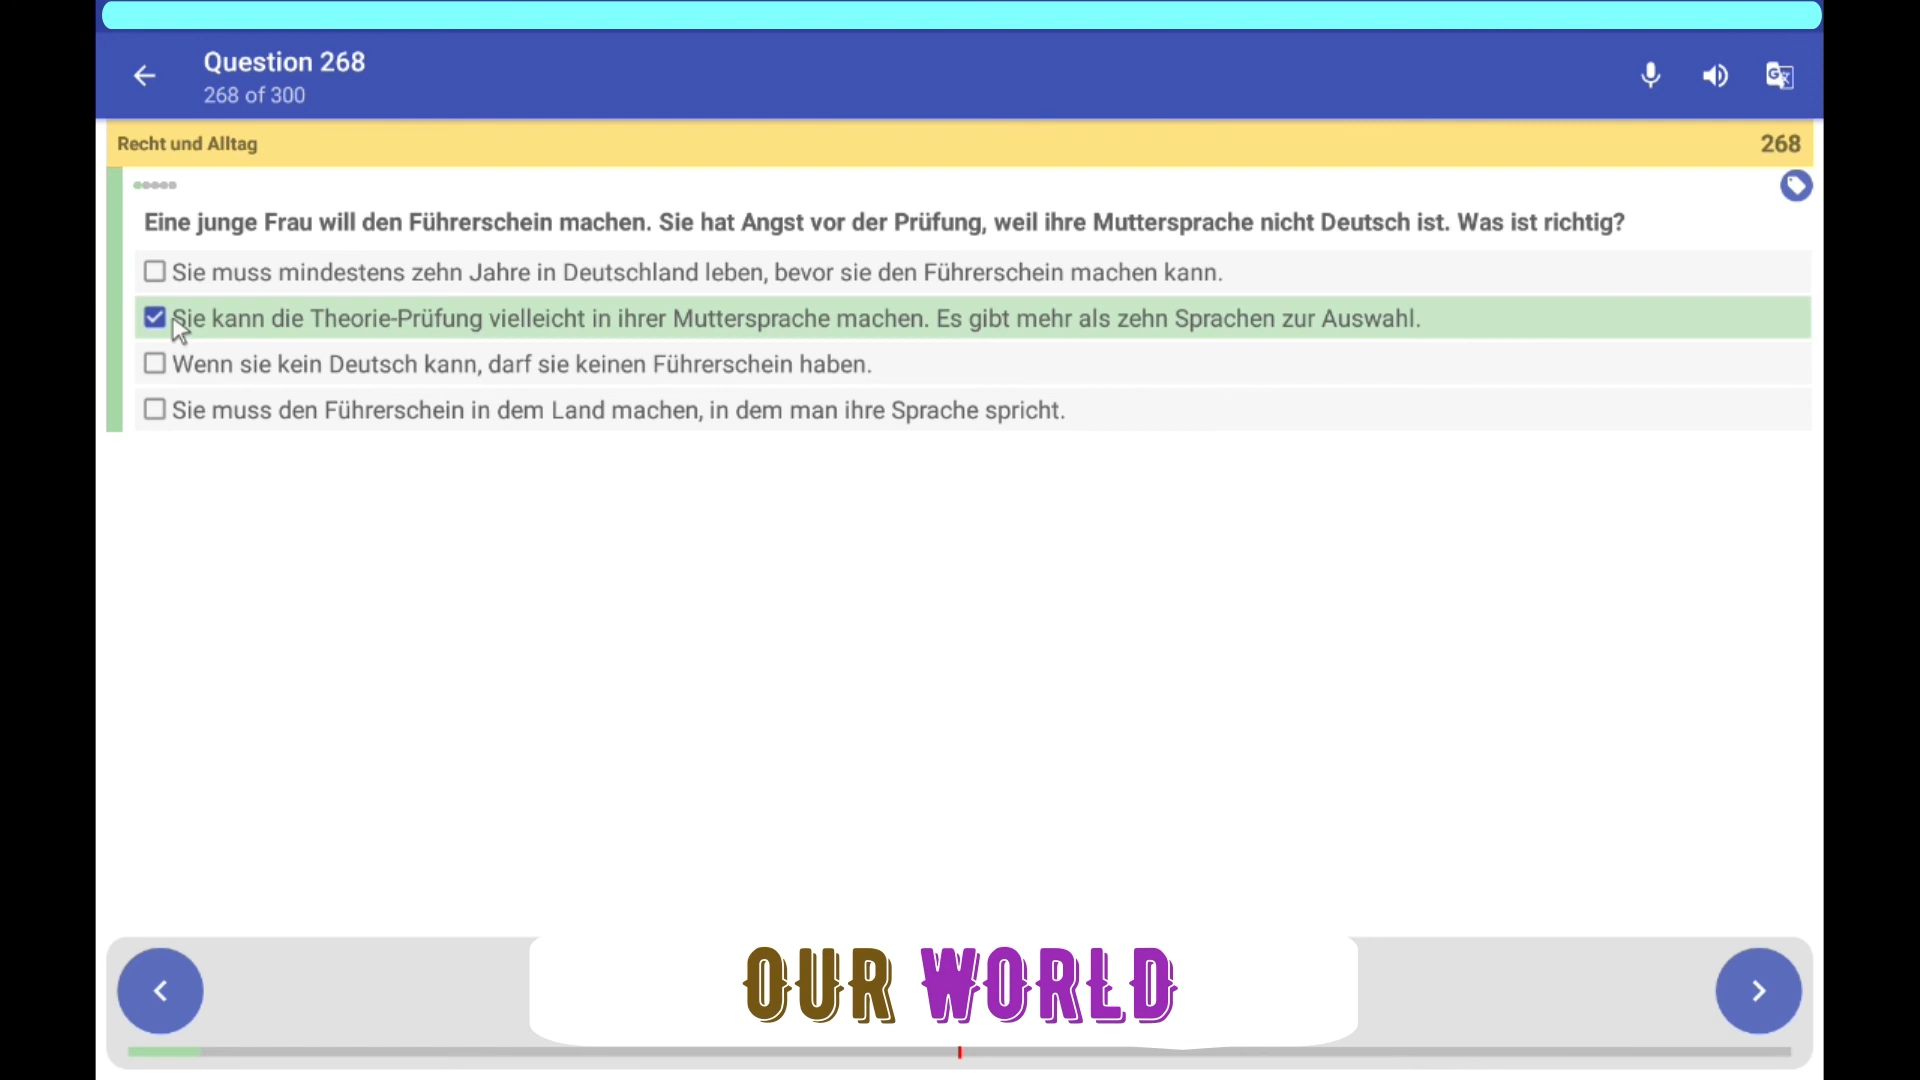 Question 268
268 of 300
Recht und Alltag
268
Eine junge Frau will den Führerschein machen. Sie hat Angst vor der Prüfung, weil ihre Muttersprache nicht Deutsch ist. Was ist richtig?
Sie muss mindestens zehn Jahre in Deutschland leben, bevor sie den Führerschein machen kann.
Sie kann die Theorie-Prüfung vielleicht in ihrer Muttersprache machen. Es gibt mehr als zehn Sprachen zur Auswahl.
Wenn sie kein Deutsch kann, darf sie keinen Führerschein haben.
Sie muss den Führerschein in dem Land machen, in dem man ihre Sprache spricht.
OUR WORLD